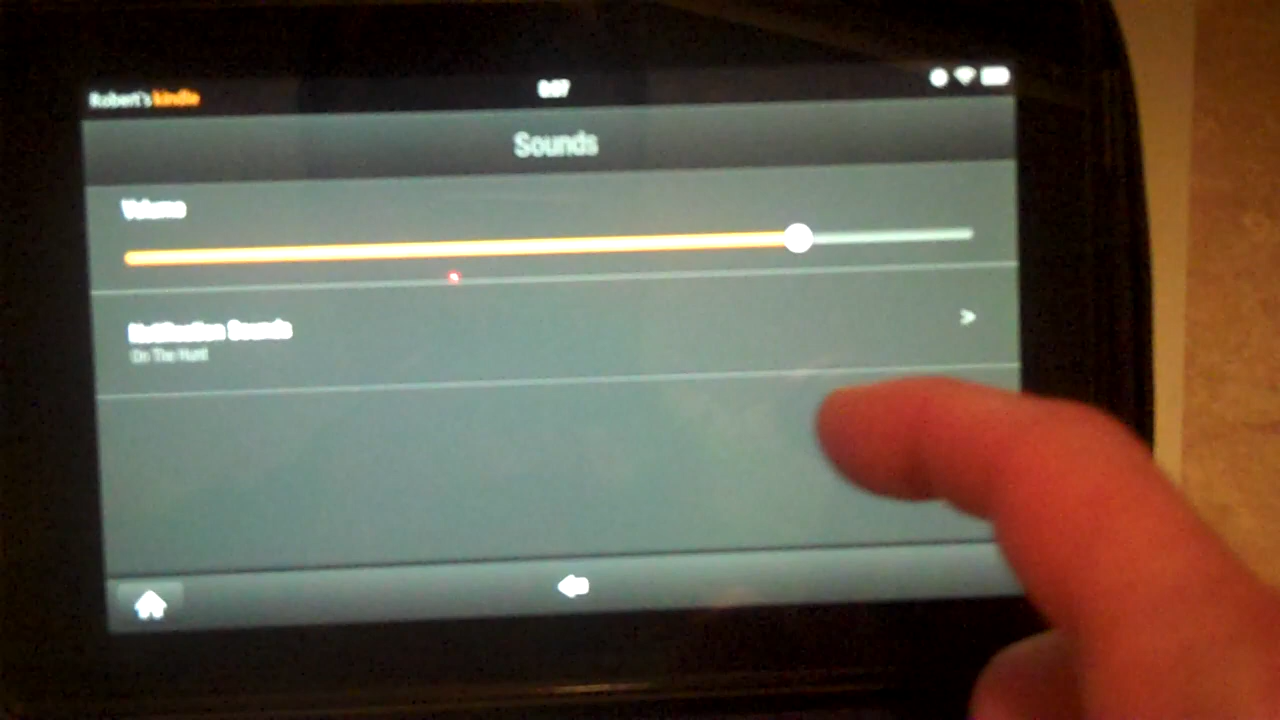 Robert's kindle
Sounds
Volume
Notification Sounds
On The Hunt
>